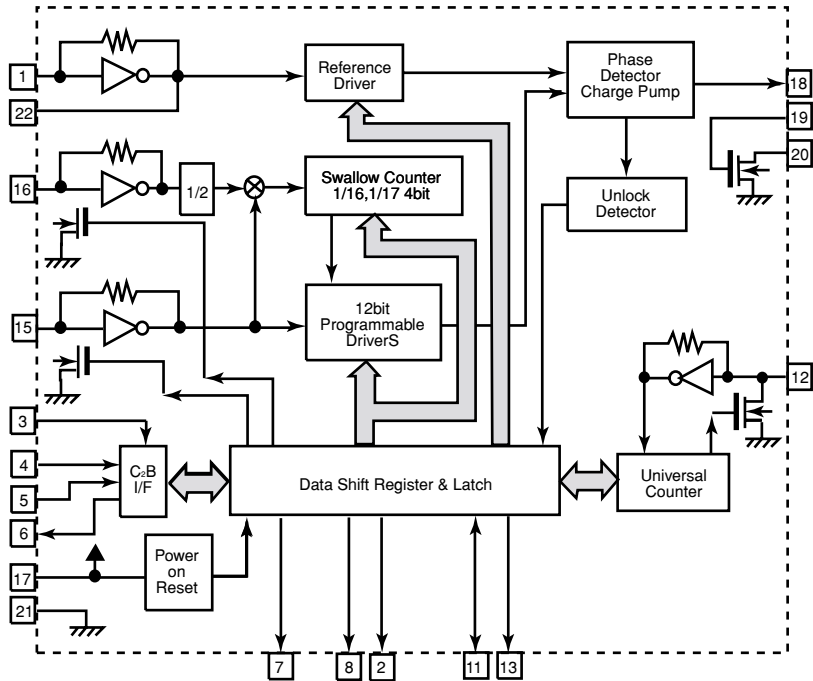 1
22
16
15
3
4
5
6
17
21
Reference
Driver
Phase
Detector
Charge Pump
18
19
20
1/2
Swallow Counter
1/16,1/17 4bit
Unlock
Detector
12bit
Programmable
DriverS
12
C₂B
I/F
Data Shift Register & Latch
Universal
Counter
Power
on
Reset
7
8
2
11
13